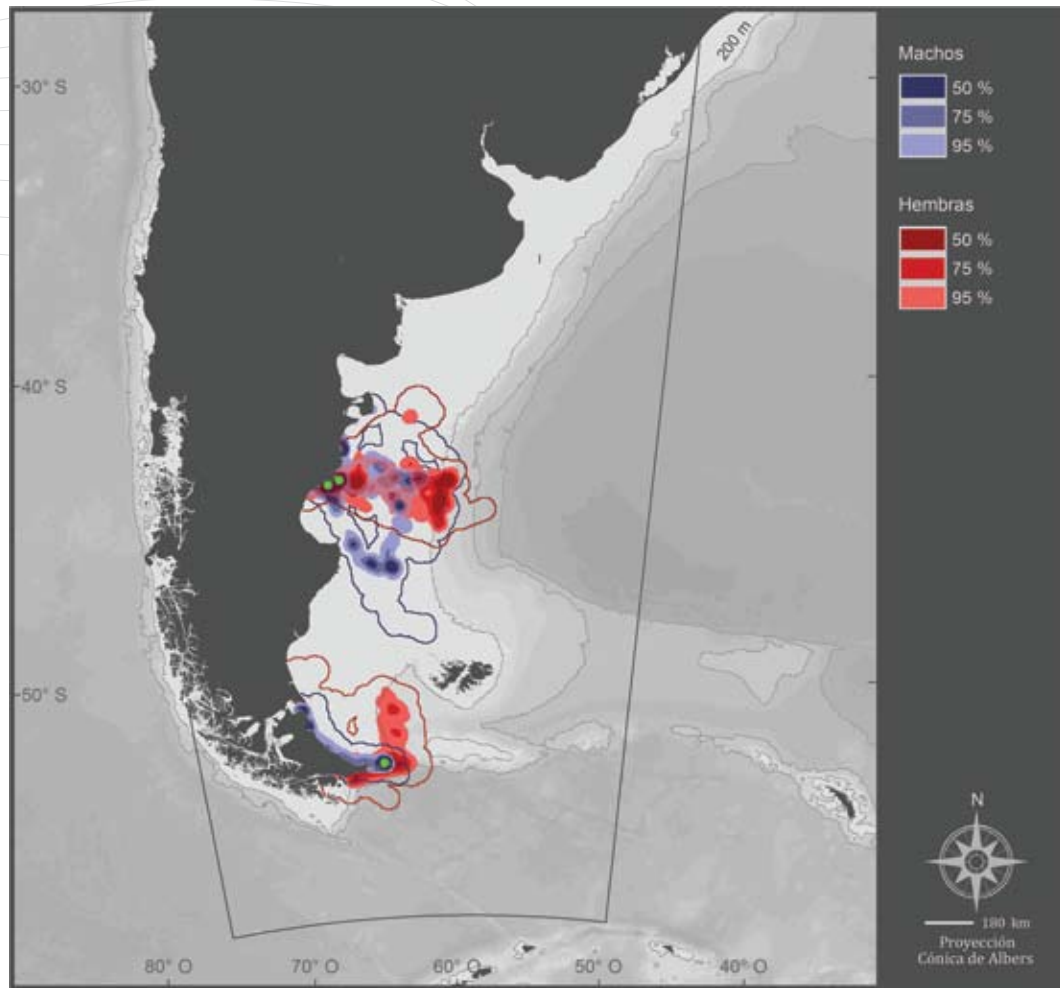 200 m
-30° S
-40° S
-50° S
80° O
70° O
60° O
50° O
40° O
Machos
50 %
75 %
95 %
Hembras
50 %
75 %
95 %
N
180 km
Proyección
Cónica de Albers